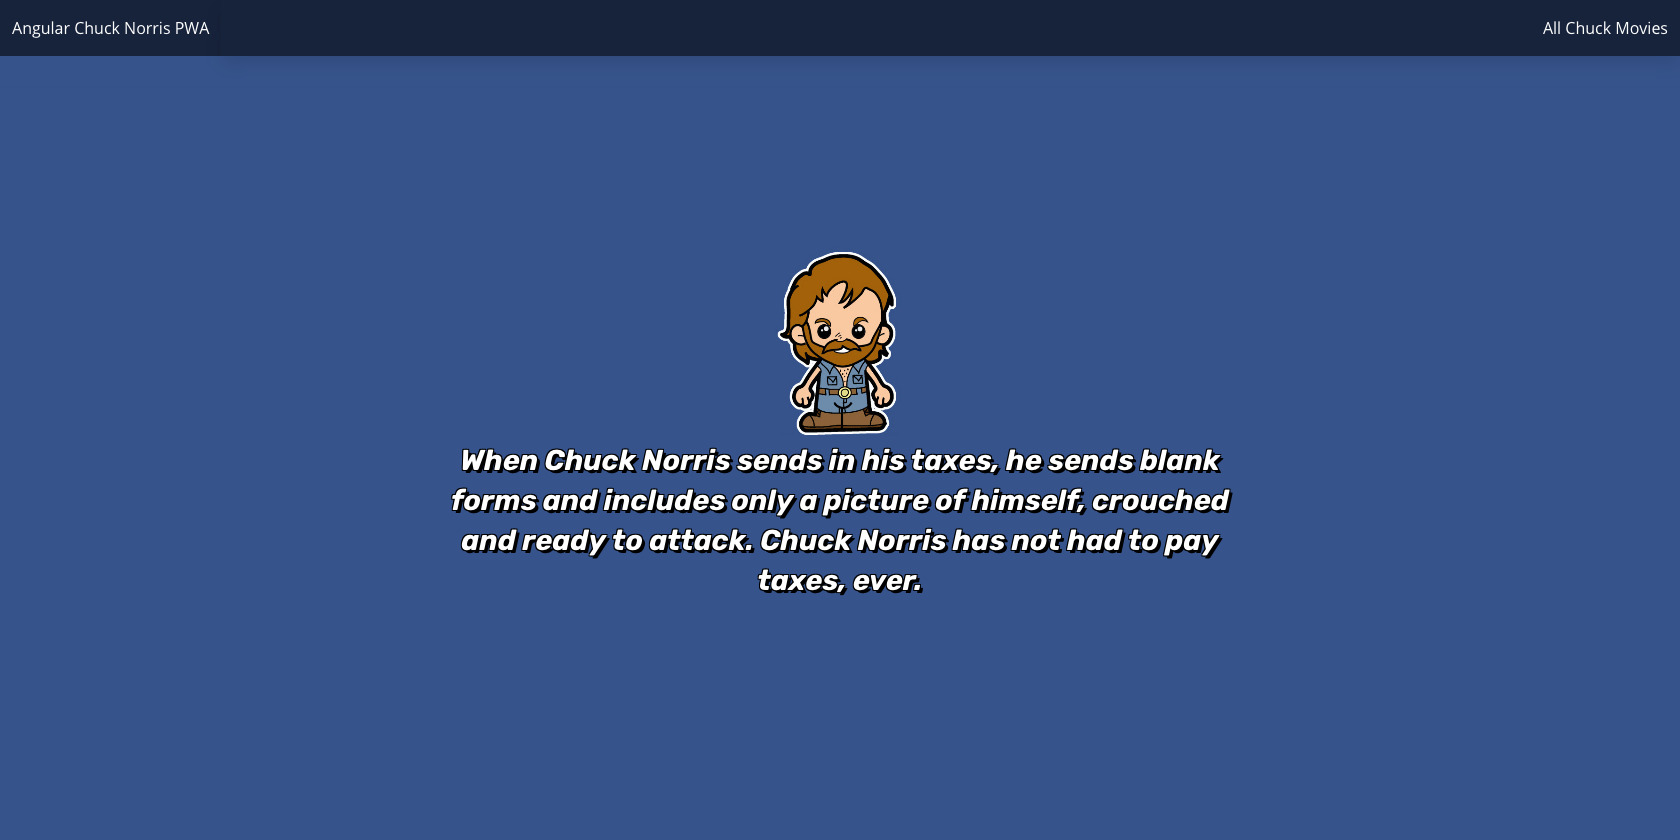 Angular Chuck Norris PWA
All Chuck Movies
When Chuck Norris sends in his taxes, he sends blank
forms and includes only a picture of himself, crouched
and ready to attack. Chuck Norris has not had to pay
taxes, ever.